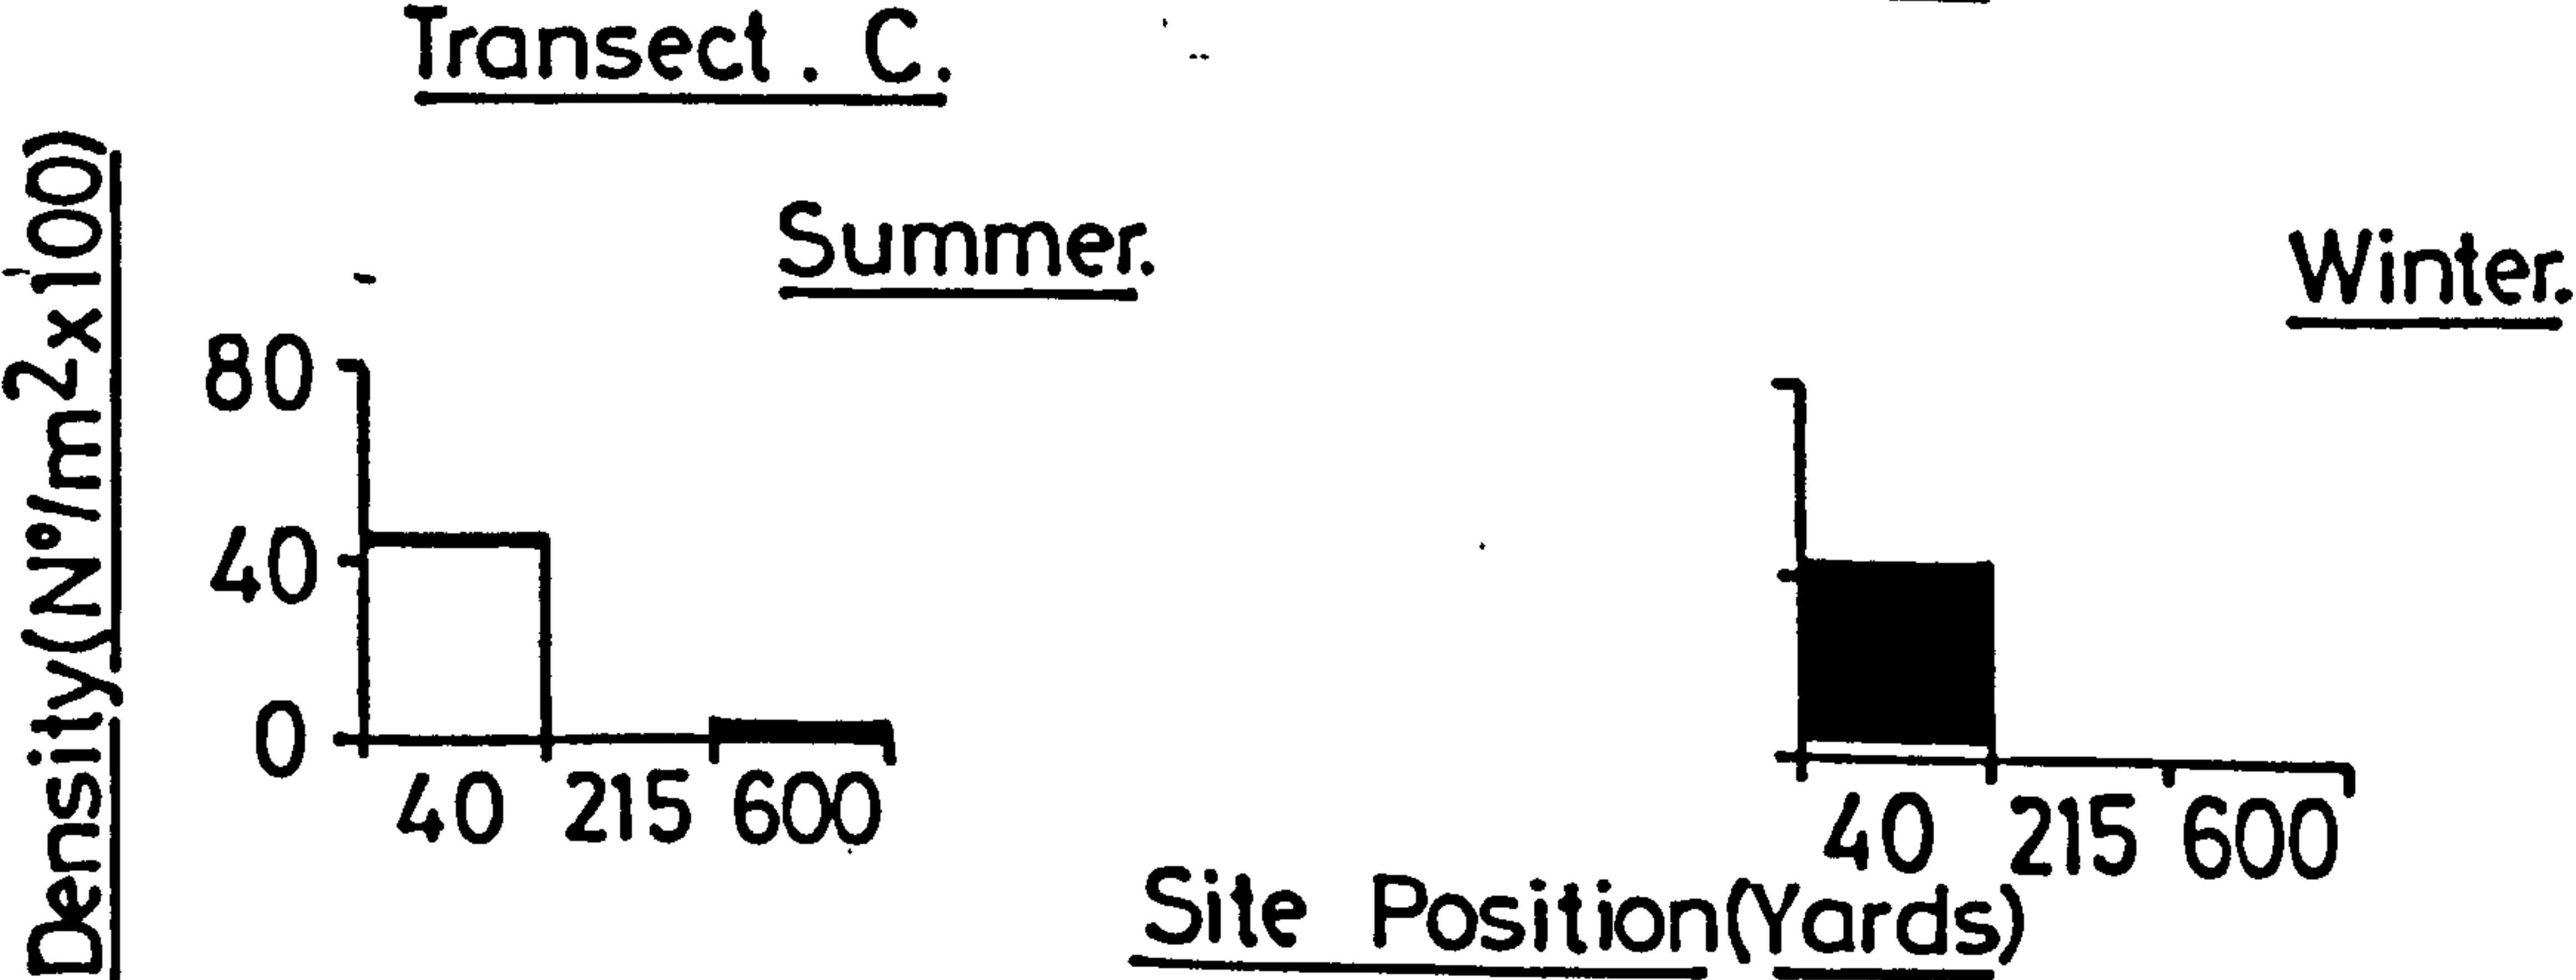 Transect . C.
Summer.
Winter.
Density(N°/m²x100)
80
40
0
40 215 600
40 215 600
Site Position(Yards)